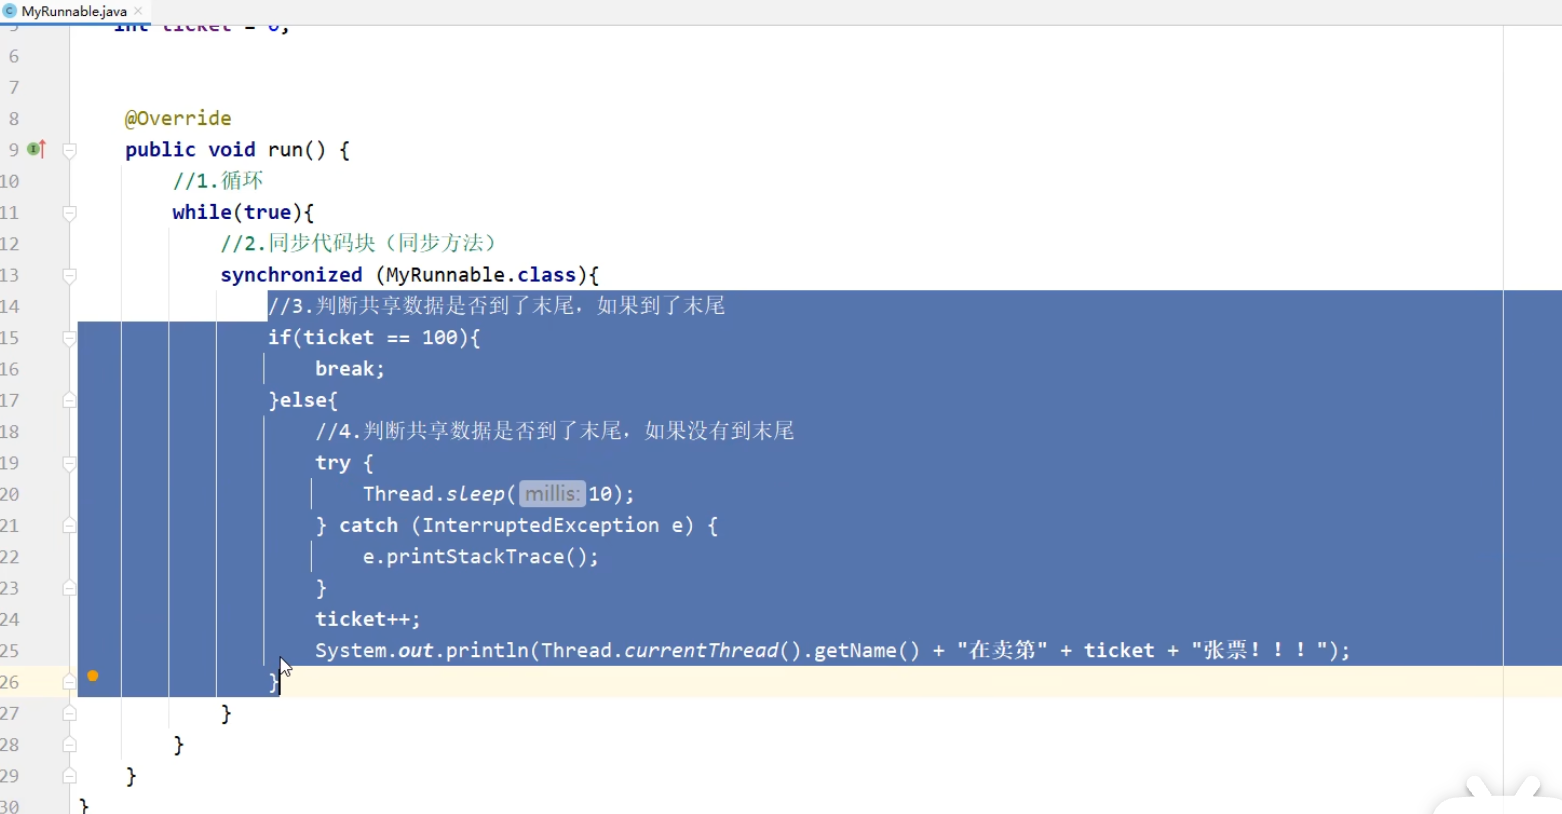 MyRunnable.java
int ticket = 0;
6
7
8 @Override
9 public void run() {
10 //1.循环
11 while(true){
12 //2.同步代码块（同步方法）
13 synchronized (MyRunnable.class){
14 //3.判断共享数据是否到了末尾，如果到了末尾
15 if(ticket == 100){
16 break;
17 }else{
18 //4.判断共享数据是否到了末尾，如果没有到末尾
19 try {
20 Thread.sleep( millis: 10);
21 } catch (InterruptedException e) {
22 e.printStackTrace();
23 }
24 ticket++;
25 System.out.println(Thread.currentThread().getName() + "在卖第" + ticket + "张票！！！");
26 }
27 }
28 }
29 }
30 }